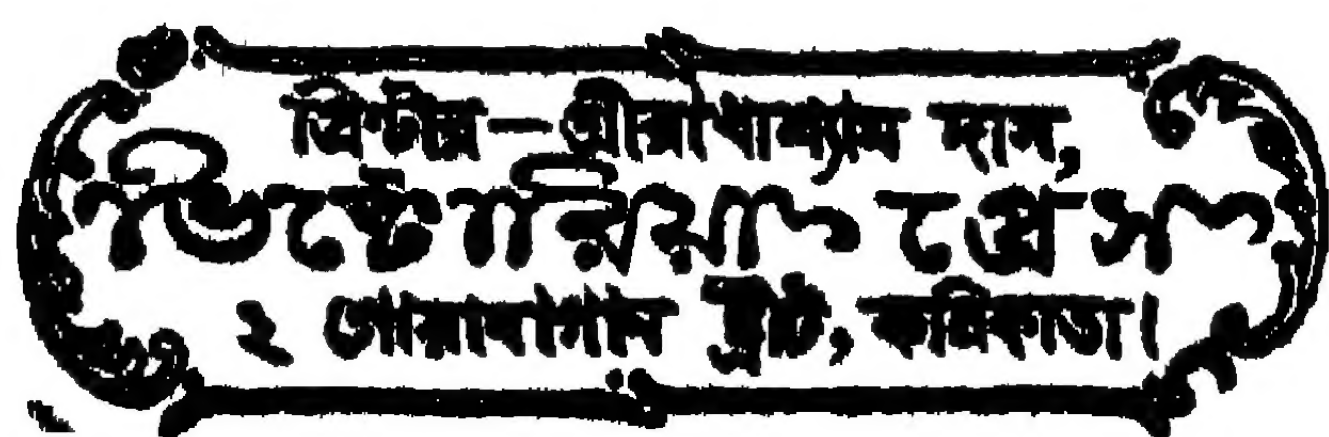 প্রিণ্টার—শ্রীরাধাশ্যাম দাস,
ভিক্টোরিয়া প্রেস
২ গোয়াবাগান ষ্ট্রীট, কলিকাতা।